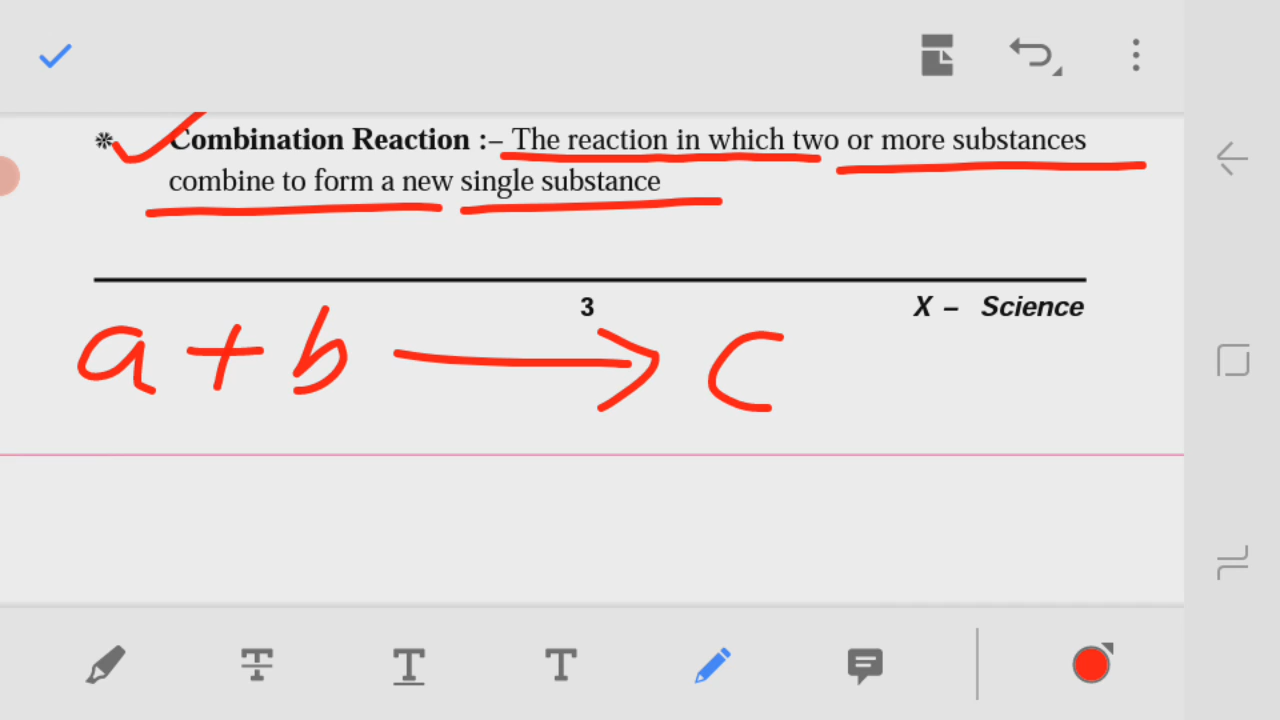 ❋ Combination Reaction :– The reaction in which two or more substances
combine to form a new single substance
3 X – Science
a + b ⟶ c